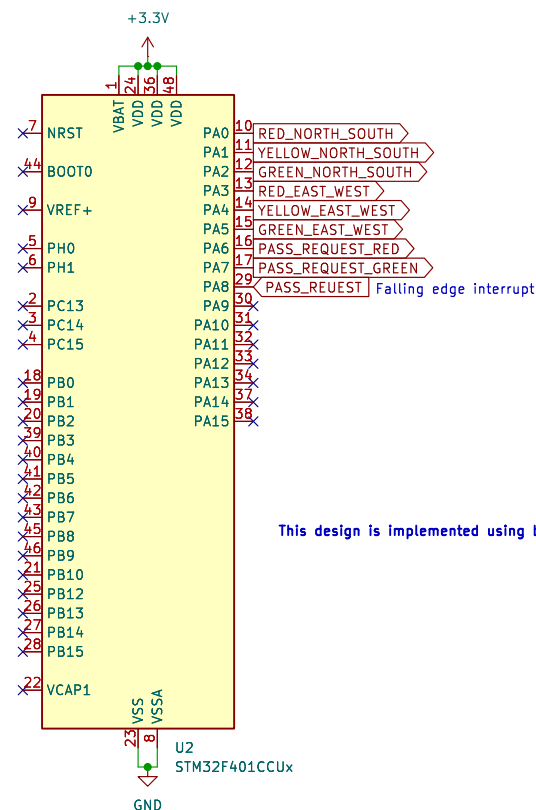 +3.3V
1 24 36 48
VBAT VDD VDD VDD
7 NRST PA0 10 RED_NORTH_SOUTH
PA1 11 YELLOW_NORTH_SOUTH
44 BOOT0 PA2 12 GREEN_NORTH_SOUTH
PA3 13 RED_EAST_WEST
9 VREF+ PA4 14 YELLOW_EAST_WEST
PA5 15 GREEN_EAST_WEST
5 PH0 PA6 16 PASS_REQUEST_RED
6 PH1 PA7 17 PASS_REQUEST_GREEN
PA8 29 PASS_REUEST Falling edge interrupt
2 PC13 PA9 30
3 PC14 PA10 31
4 PC15 PA11 32
PA12 33
18 PB0 PA13 34
19 PB1 PA14 37
20 PB2 PA15 38
39 PB3
40 PB4
41 PB5
42 PB6
43 PB7
This design is implemented using b
45 PB8
46 PB9
21 PB10
25 PB12
26 PB13
27 PB14
28 PB15
22 VCAP1
VSS VSSA
23 8
U2
STM32F401CCUx
GND